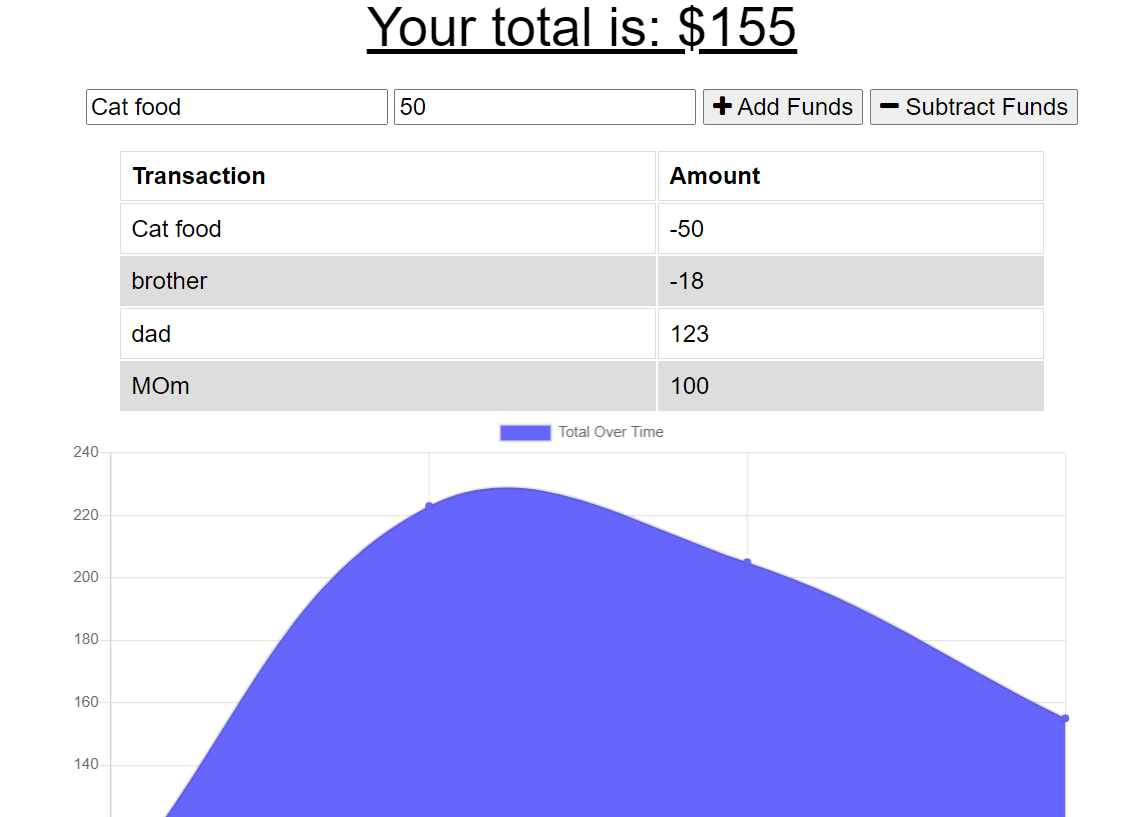 Your total is: $155
Cat food 50 Add Funds Subtract Funds
Transaction Amount
Cat food -50
brother -18
dad 123
MOm 100
Total Over Time
240
220
200
180
160
140